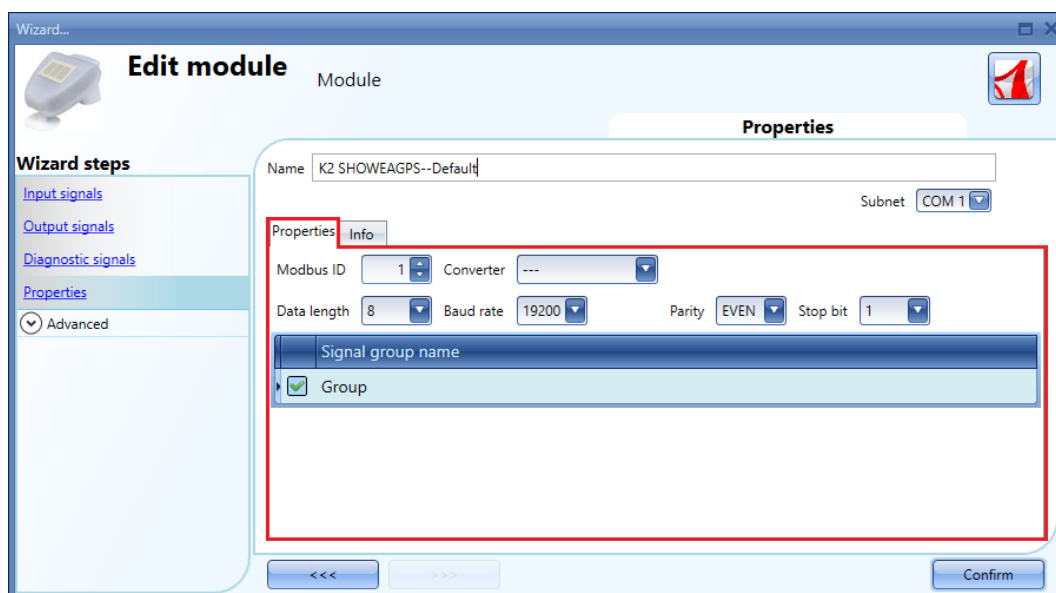 Wizard...
Edit module
Module
Properties
Wizard steps
Input signals
Output signals
Diagnostic signals
Properties
Advanced
Name K2 SHOWEAGPS--Default
Subnet COM 1
Properties Info
Modbus ID 1 Converter ---
Data length 8 Baud rate 19200 Parity EVEN Stop bit 1
Signal group name
Group
<<< >>> Confirm